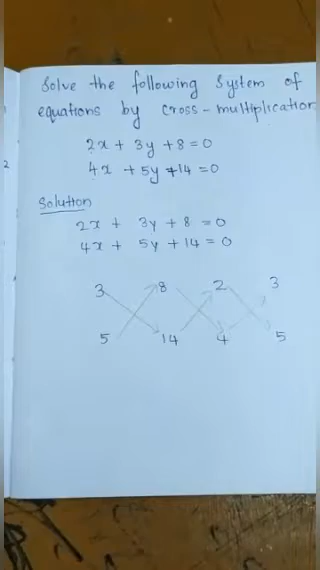 Solve the following System of
equations by cross-multiplication
2x + 3y + 8 = 0
4x + 5y + 14 = 0
2
Solution
2x + 3y + 8 = 0
4x + 5y + 14 = 0
3 8 2 3
5 14 4 5